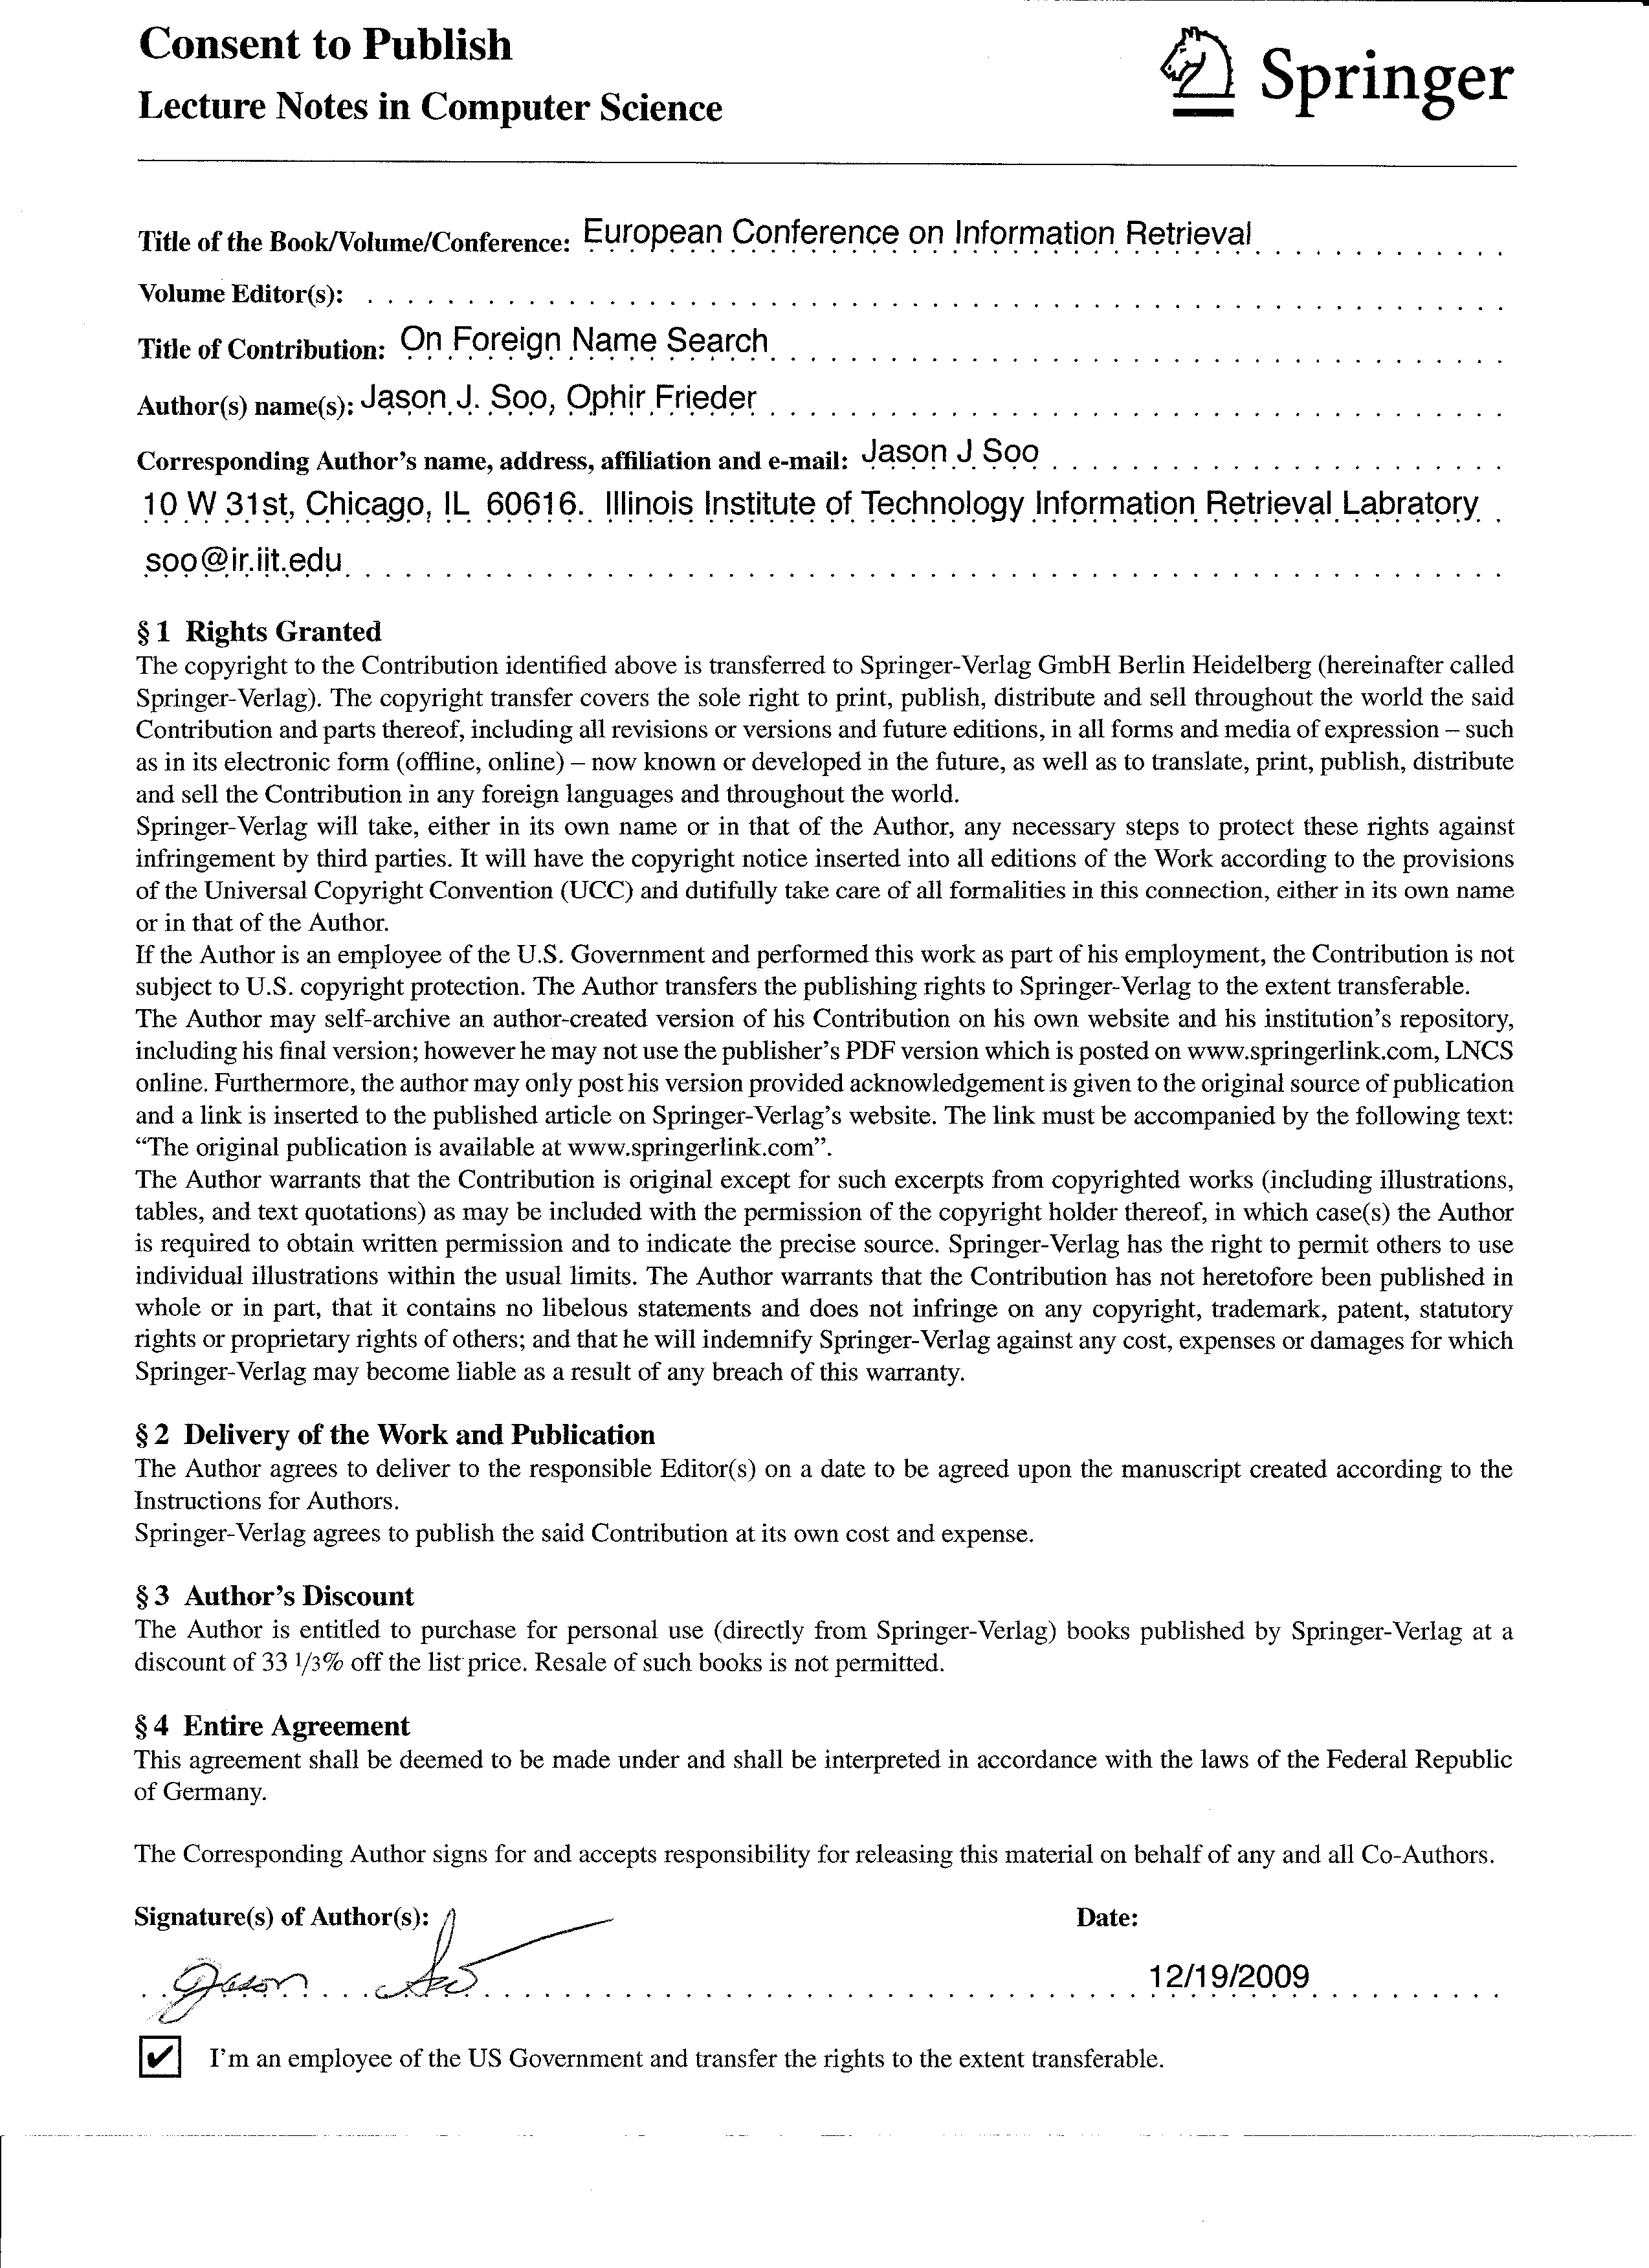 Consent to Publish
Lecture Notes in Computer Science
Springer
Title of the Book/Volume/Conference: European Conference on Information Retrieval
Volume Editor(s):
Title of Contribution: On Foreign Name Search
Author(s) name(s): Jason J. Soo, Ophir Frieder
Corresponding Author's name, address, affiliation and e-mail: Jason J Soo
10 W 31st, Chicago, IL 60616. Illinois Institute of Technology Information Retrieval Labratory
soo@ir.iit.edu
§ 1 Rights Granted
The copyright to the Contribution identified above is transferred to Springer-Verlag GmbH Berlin Heidelberg (hereinafter called
Springer-Verlag). The copyright transfer covers the sole right to print, publish, distribute and sell throughout the world the said
Contribution and parts thereof, including all revisions or versions and future editions, in all forms and media of expression – such
as in its electronic form (offline, online) – now known or developed in the future, as well as to translate, print, publish, distribute
and sell the Contribution in any foreign languages and throughout the world.
Springer-Verlag will take, either in its own name or in that of the Author, any necessary steps to protect these rights against
infringement by third parties. It will have the copyright notice inserted into all editions of the Work according to the provisions
of the Universal Copyright Convention (UCC) and dutifully take care of all formalities in this connection, either in its own name
or in that of the Author.
If the Author is an employee of the U.S. Government and performed this work as part of his employment, the Contribution is not
subject to U.S. copyright protection. The Author transfers the publishing rights to Springer-Verlag to the extent transferable.
The Author may self-archive an author-created version of his Contribution on his own website and his institution's repository,
including his final version; however he may not use the publisher's PDF version which is posted on www.springerlink.com, LNCS
online. Furthermore, the author may only post his version provided acknowledgement is given to the original source of publication
and a link is inserted to the published article on Springer-Verlag's website. The link must be accompanied by the following text:
“The original publication is available at www.springerlink.com”.
The Author warrants that the Contribution is original except for such excerpts from copyrighted works (including illustrations,
tables, and text quotations) as may be included with the permission of the copyright holder thereof, in which case(s) the Author
is required to obtain written permission and to indicate the precise source. Springer-Verlag has the right to permit others to use
individual illustrations within the usual limits. The Author warrants that the Contribution has not heretofore been published in
whole or in part, that it contains no libelous statements and does not infringe on any copyright, trademark, patent, statutory
rights or proprietary rights of others; and that he will indemnify Springer-Verlag against any cost, expenses or damages for which
Springer-Verlag may become liable as a result of any breach of this warranty.
§ 2 Delivery of the Work and Publication
The Author agrees to deliver to the responsible Editor(s) on a date to be agreed upon the manuscript created according to the
Instructions for Authors.
Springer-Verlag agrees to publish the said Contribution at its own cost and expense.
§ 3 Author's Discount
The Author is entitled to purchase for personal use (directly from Springer-Verlag) books published by Springer-Verlag at a
discount of 33 1/3% off the list price. Resale of such books is not permitted.
§ 4 Entire Agreement
This agreement shall be deemed to be made under and shall be interpreted in accordance with the laws of the Federal Republic
of Germany.
The Corresponding Author signs for and accepts responsibility for releasing this material on behalf of any and all Co-Authors.
Signature(s) of Author(s): Date:
Jason Soo 12/19/2009
✔ I'm an employee of the US Government and transfer the rights to the extent transferable.